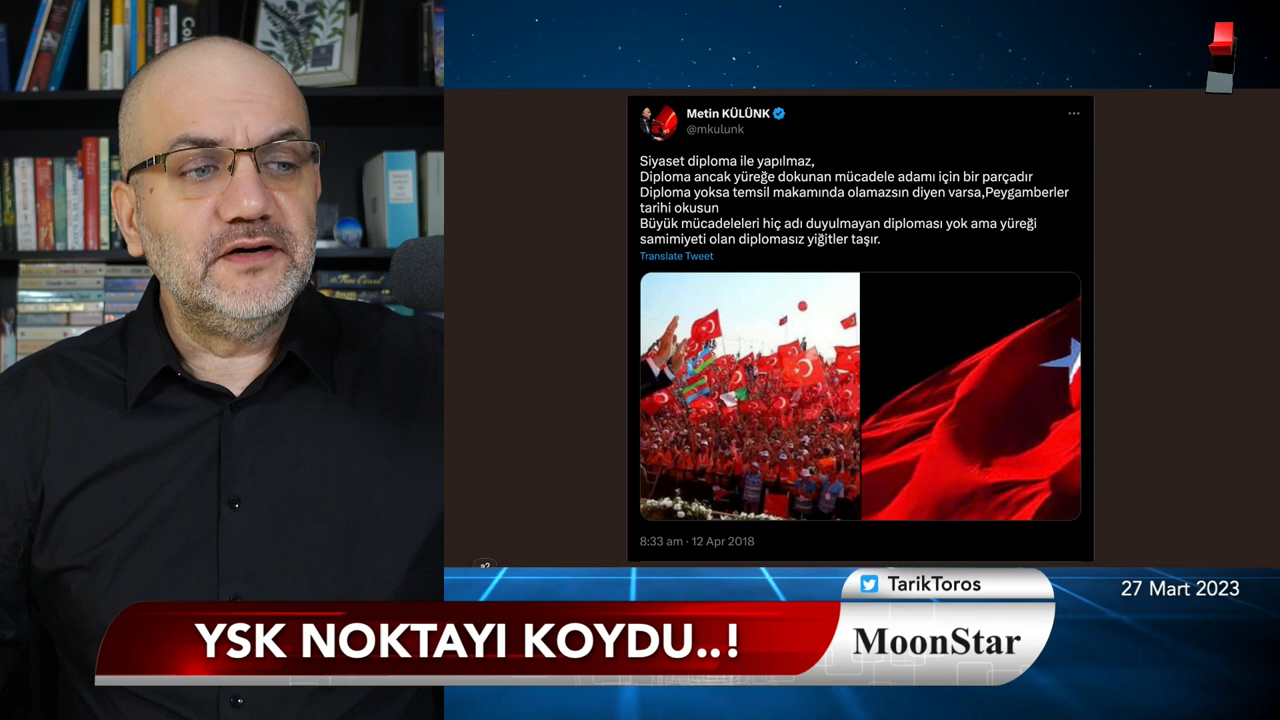 Metin KÜLÜNK
@mkulunk
Siyaset diploma ile yapılmaz,
Diploma ancak yüreğe dokunan mücadele adamı için bir parçadır
Diploma yoksa temsil makamında olamazsın diyen varsa,Peygamberler
tarihi okusun
Büyük mücadeleleri hiç adı duyulmayan diploması yok ama yüreği
samimiyeti olan diplomasız yiğitler taşır.
Translate Tweet
8:33 am · 12 Apr 2018
TarikToros
27 Mart 2023
YSK NOKTAYI KOYDU..!
MoonStar